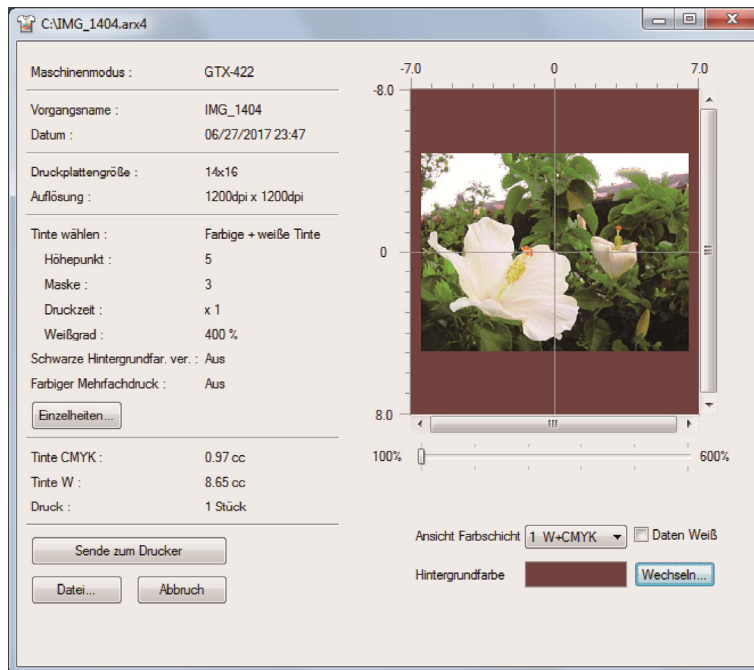 C:\IMG_1404.arx4
Maschinenmodus : GTX-422
Vorgangsname : IMG_1404
Datum : 06/27/2017 23:47
Druckplattengröße : 14x16
Auflösung : 1200dpi x 1200dpi
Tinte wählen : Farbige + weiße Tinte
Höhepunkt : 5
Maske : 3
Druckzeit : x 1
Weißgrad : 400 %
Schwarze Hintergrundfar. ver. : Aus
Farbiger Mehrfachdruck : Aus
Einzelheiten...
Tinte CMYK : 0.97 cc
Tinte W : 8.65 cc
Druck : 1 Stück
Sende zum Drucker
Datei... Abbruch
-7.0 0 7.0
-8.0
0
8.0
100% 600%
Ansicht Farbschicht 1 W+CMYK Daten Weiß
Hintergrundfarbe Wechseln...